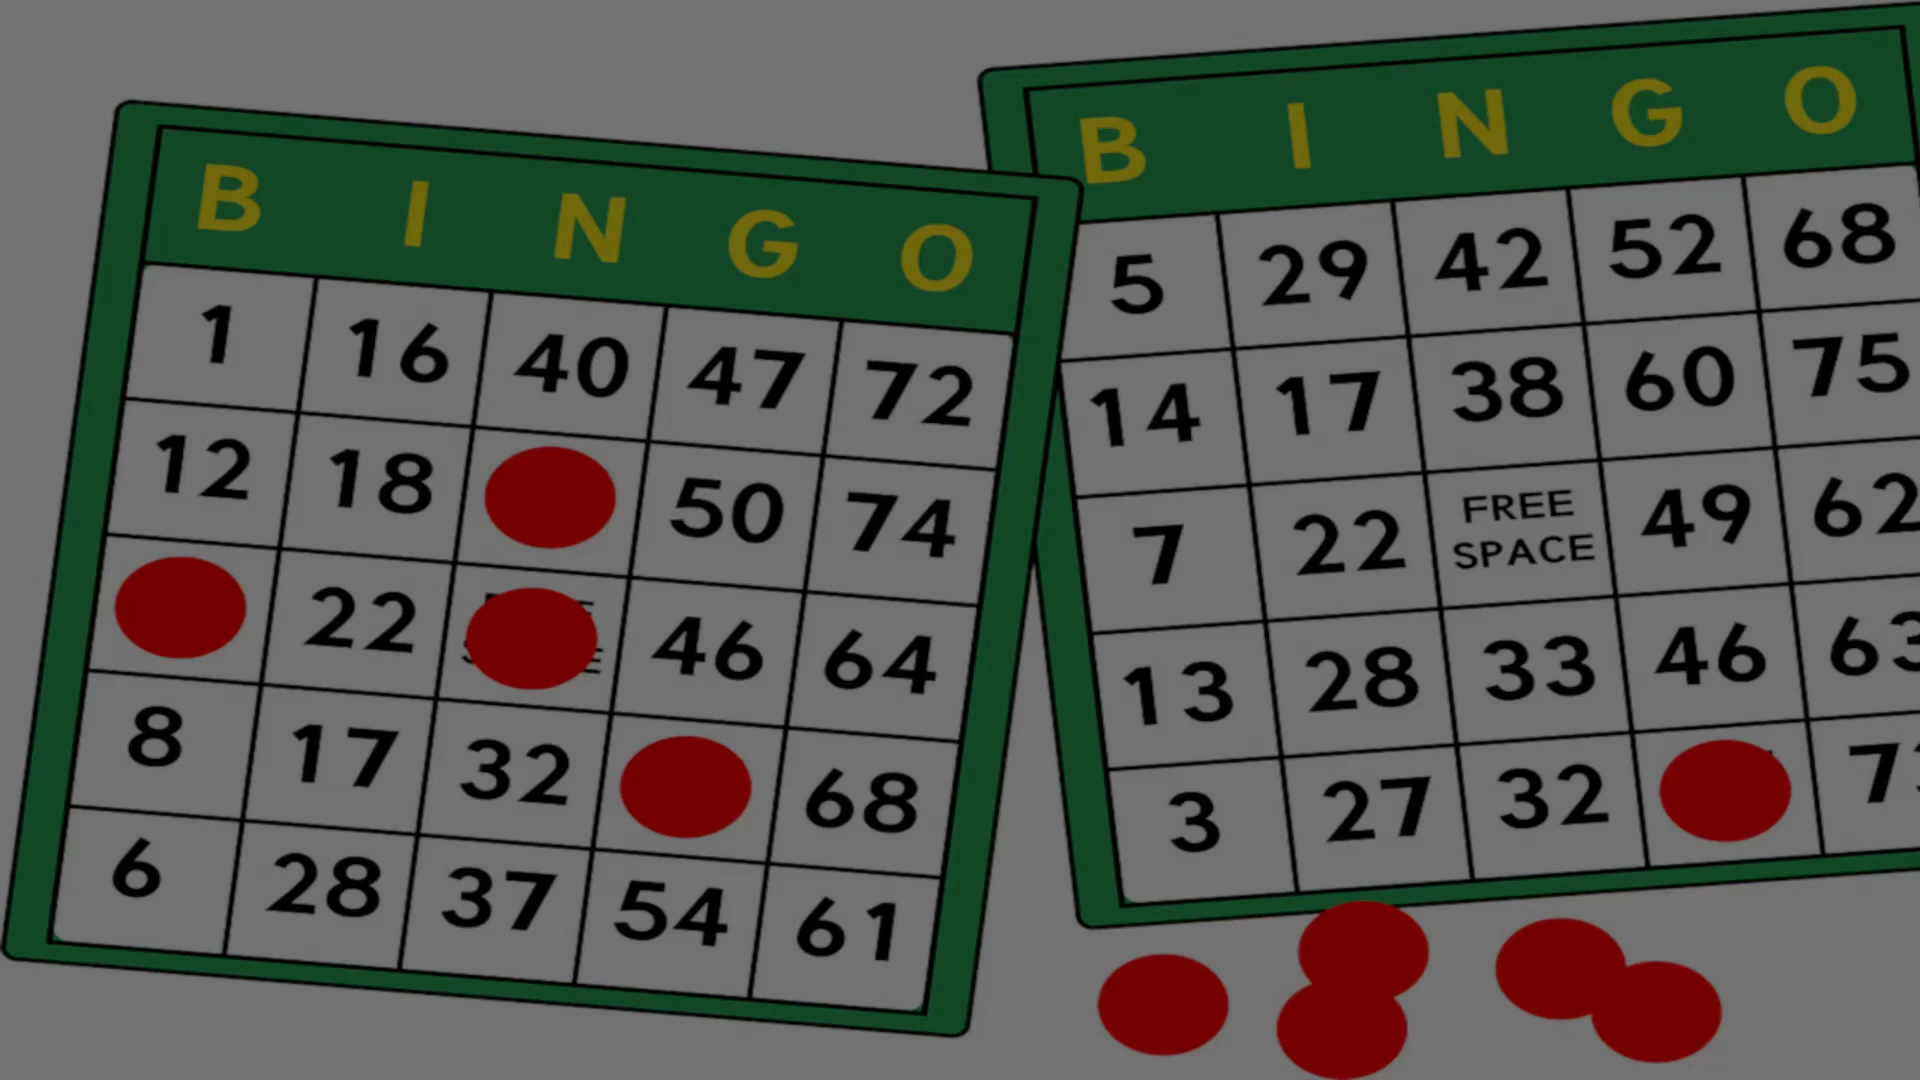 B I N G O
1 16 40 47 72
12 18 50 74
22 46 64
8 17 32 68
6 28 37 54 61
B I N G O
5 29 42 52 68
14 17 38 60 75
7 22 FREE SPACE 49 62
13 28 33 46 63
3 27 32